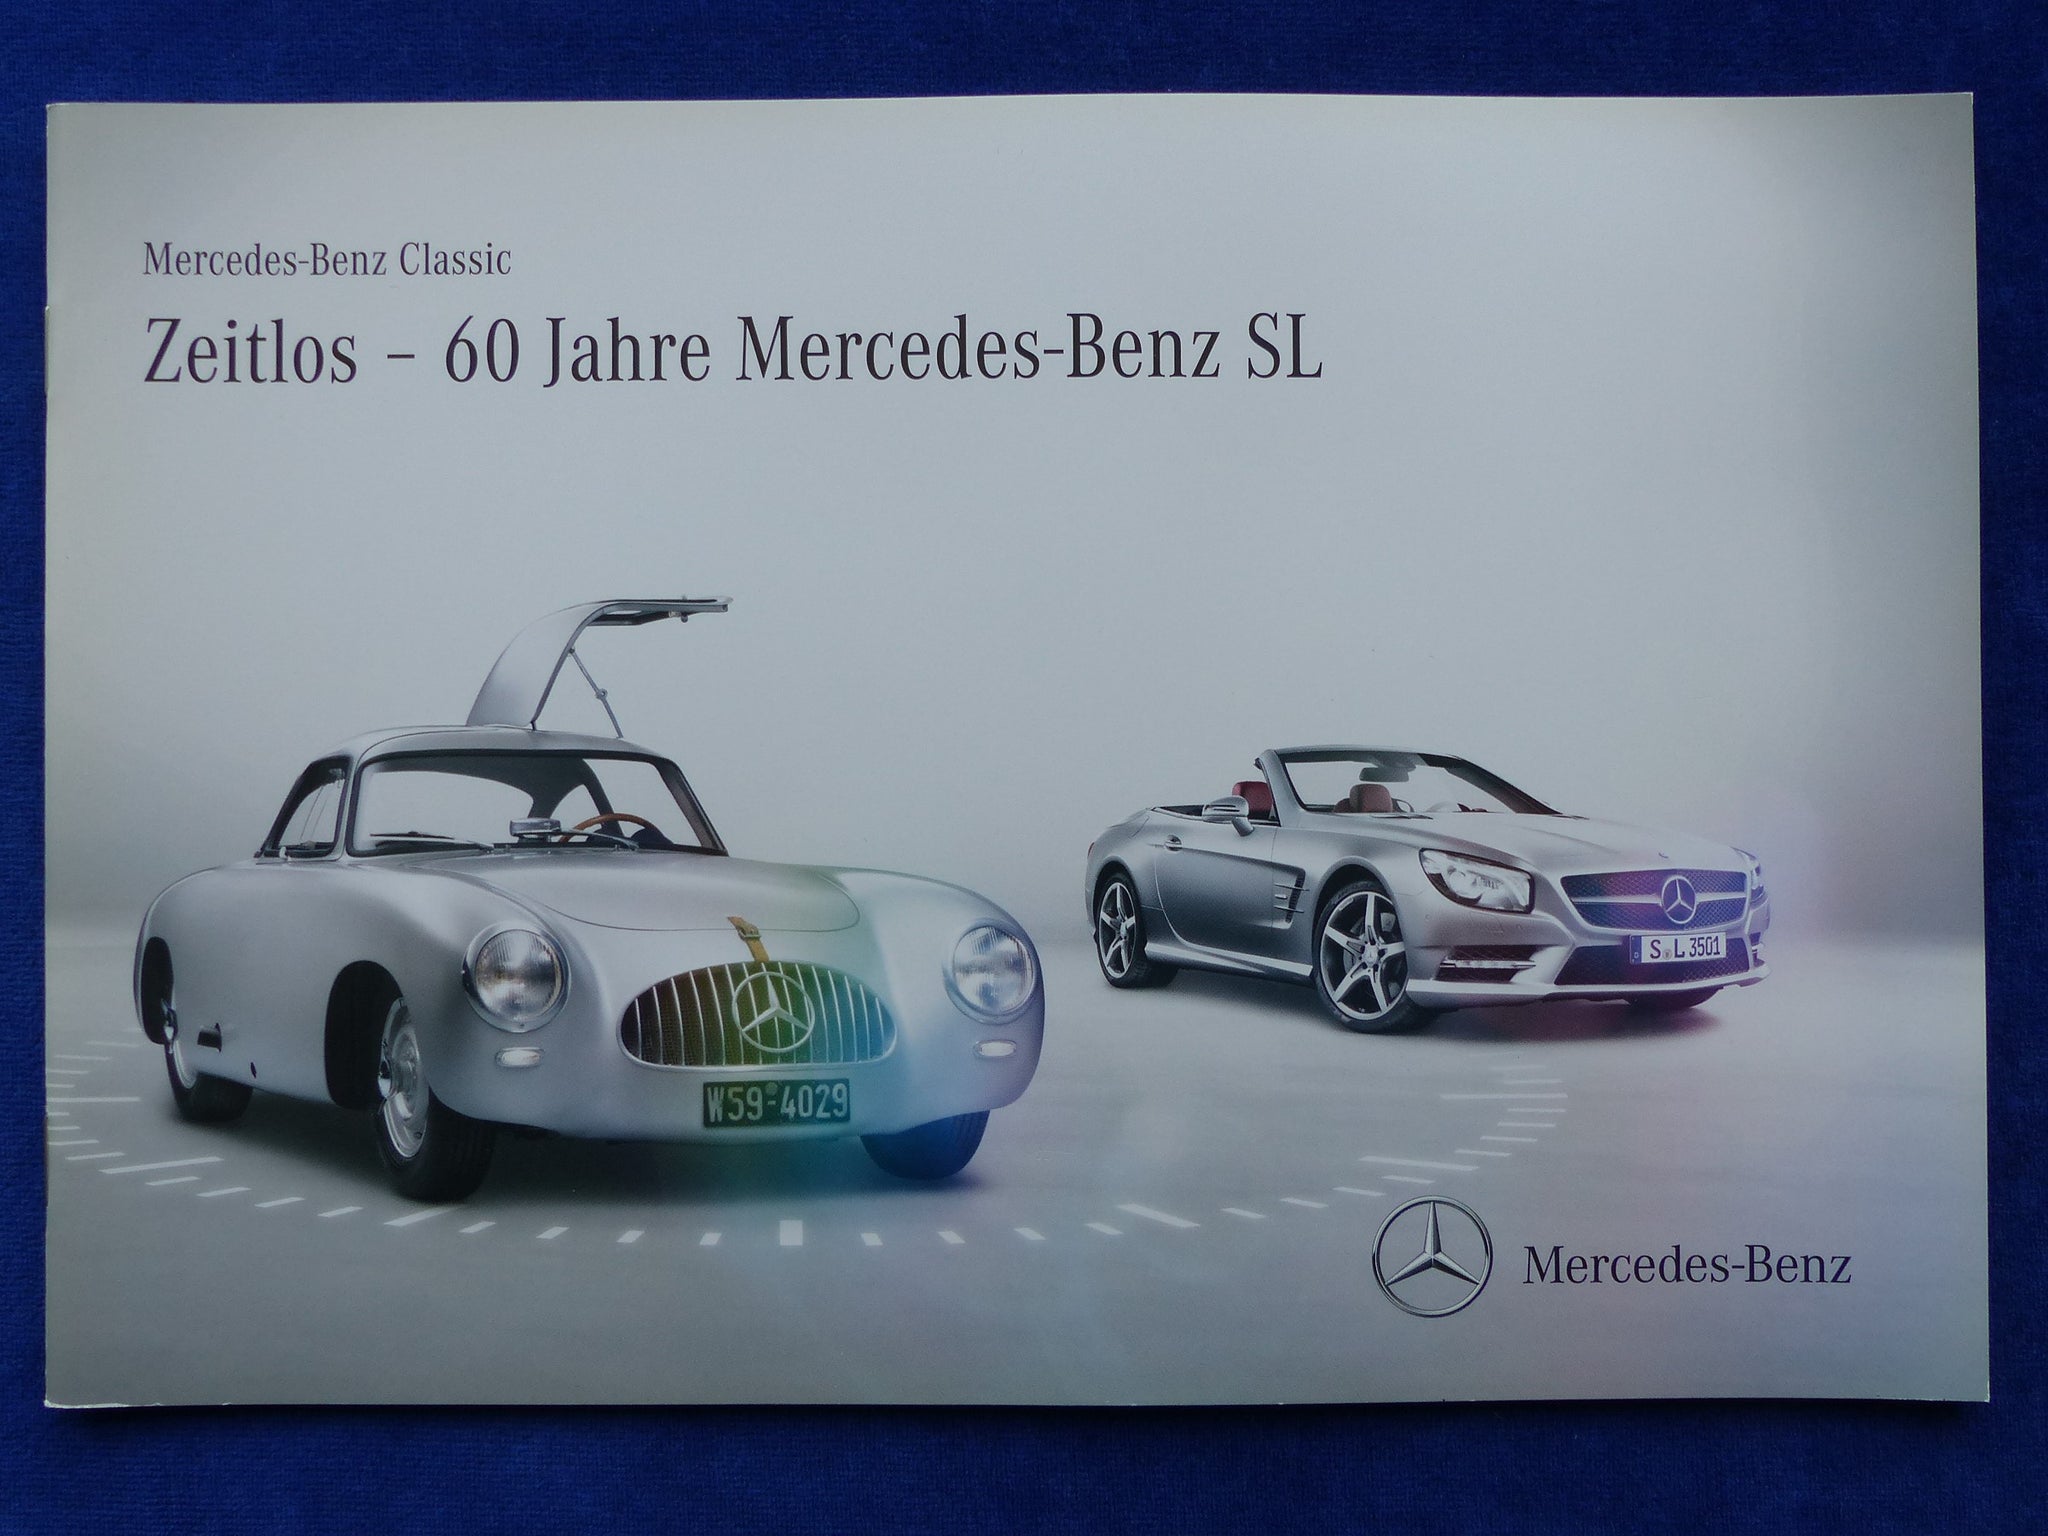 Mercedes-Benz Classic
Zeitlos – 60 Jahre Mercedes-Benz SL
S L 3501
W59-4029
Mercedes-Benz